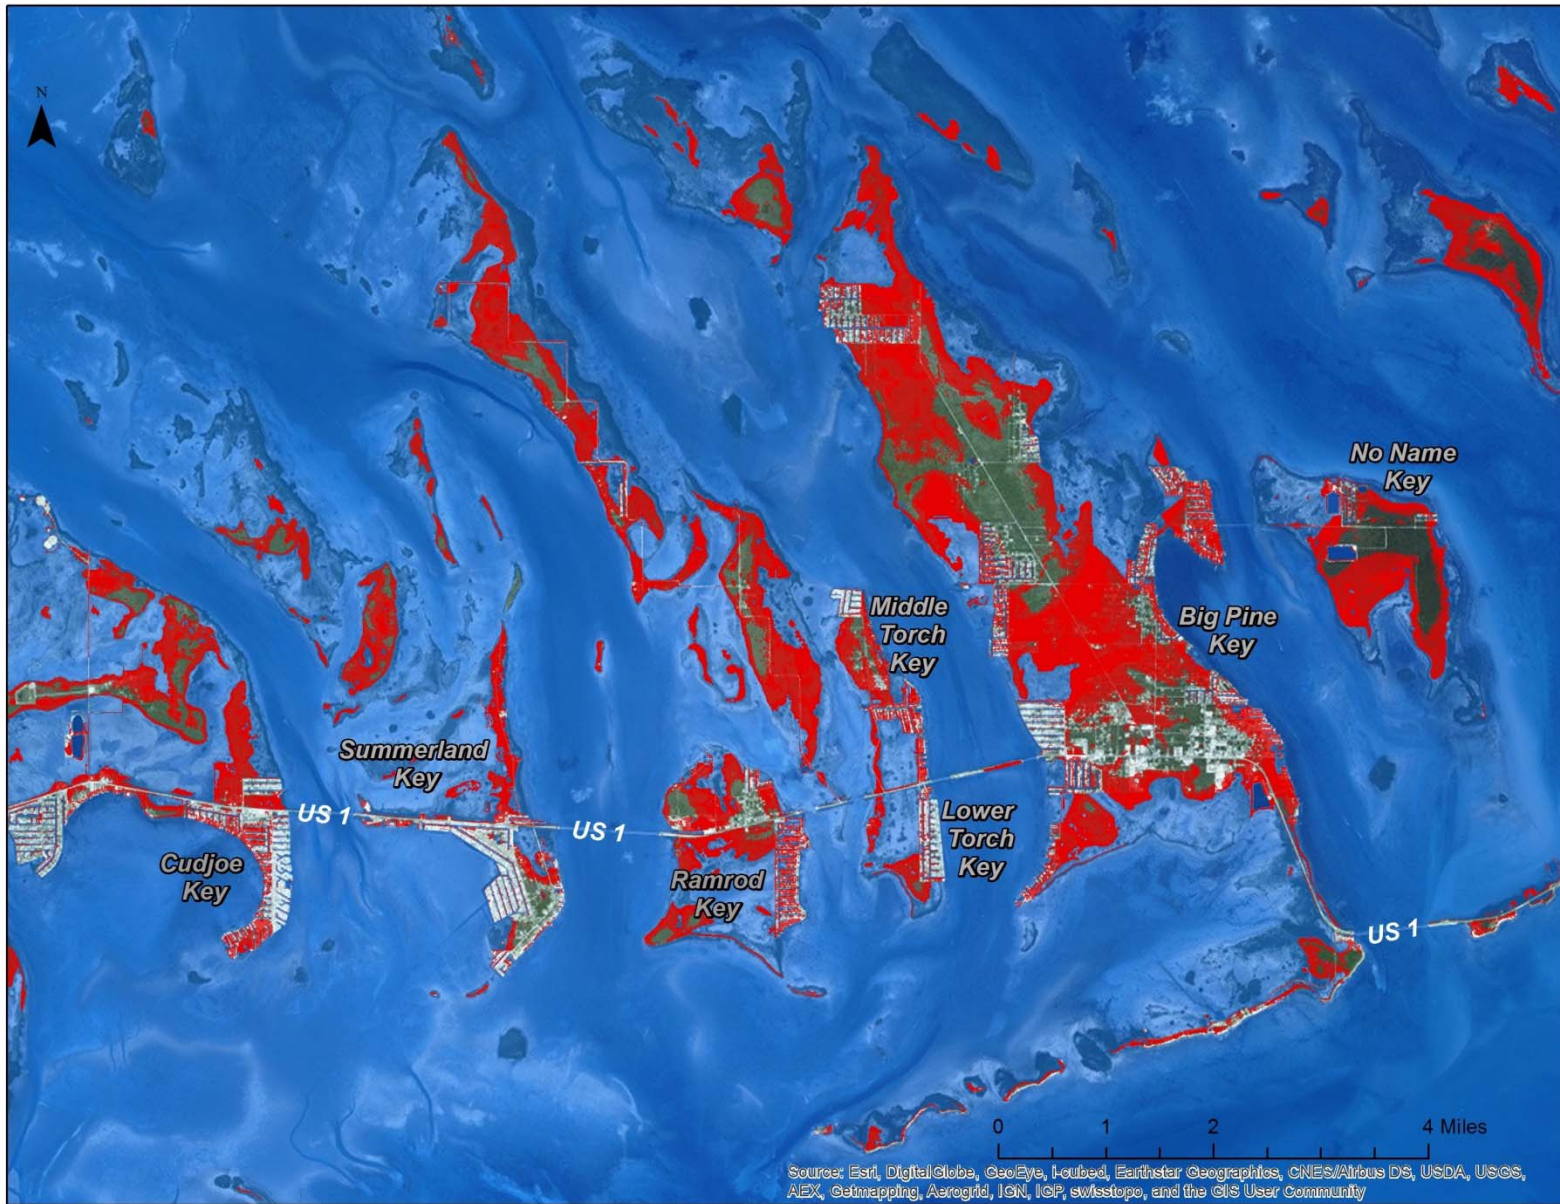 N
No Name
Key
Middle
Torch
Key
Big Pine
Key
Summerland
Key
US 1
US 1
Cudjoe
Key
Ramrod
Key
Lower
Torch
Key
US 1
0 1 2 4 Miles
Source: Esri, DigitalGlobe, GeoEye, i-cubed, Earthstar Geographics, CNES/Airbus DS, USDA, USGS,
AEX, Getmapping, Aerogrid, IGN, IGP, swisstopo, and the GIS User Community